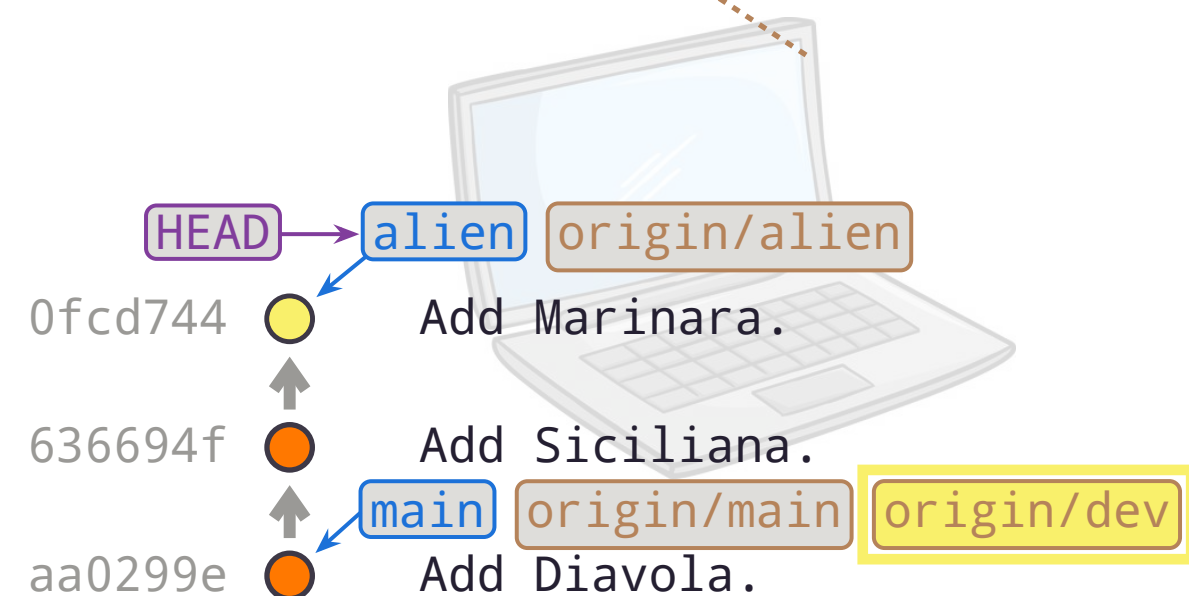 HEAD alien origin/alien
0fcd744 Add Marinara.
636694f Add Siciliana.
main origin/main origin/dev
aa0299e Add Diavola.